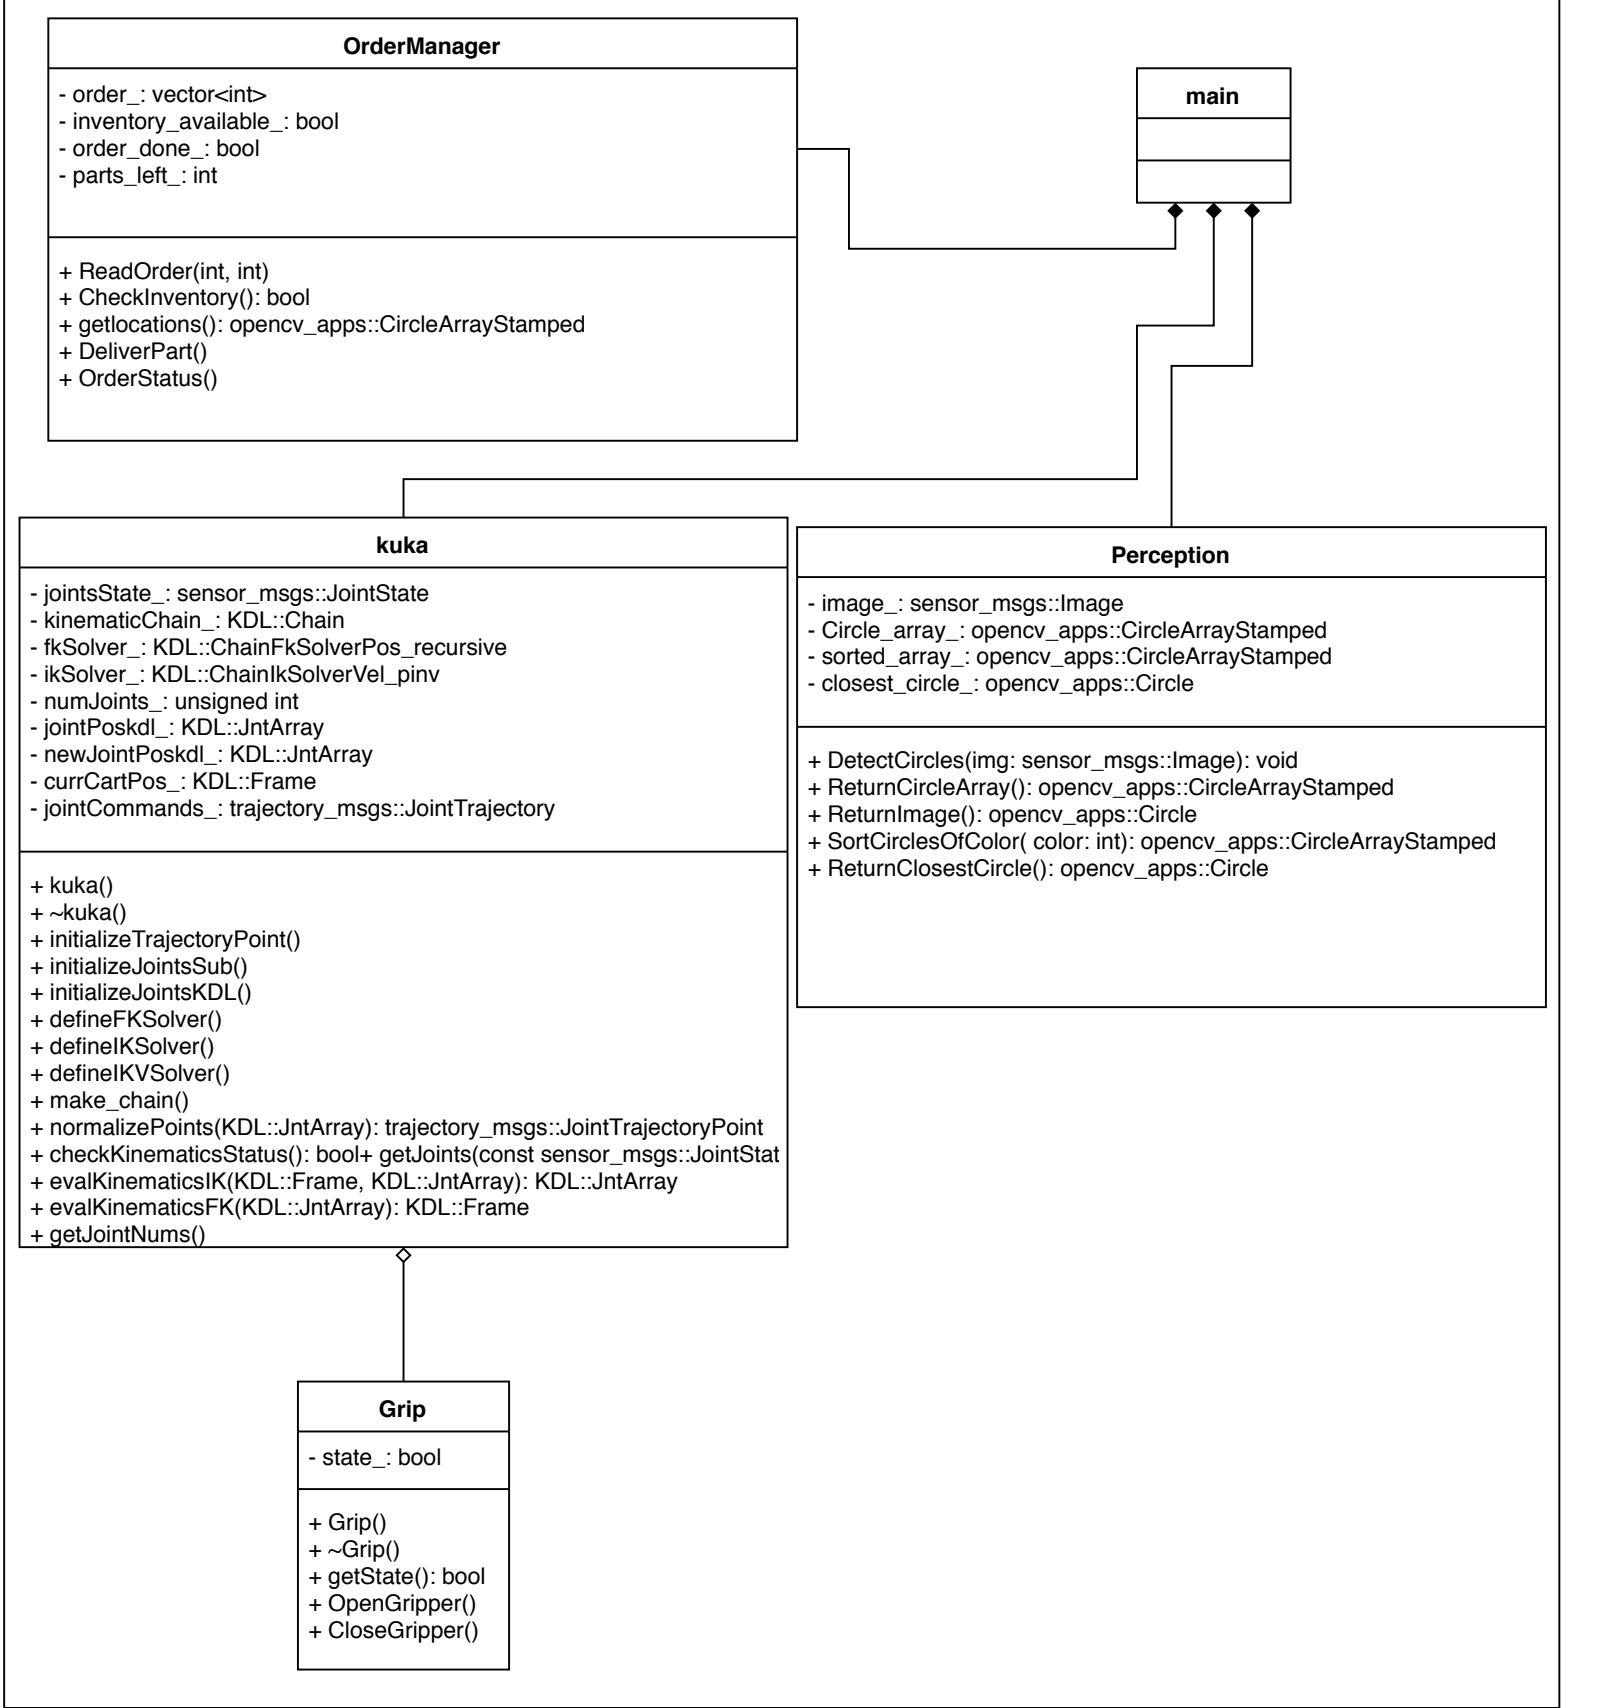 OrderManager
- order_: vector<int>
- inventory_available_: bool
- order_done_: bool
- parts_left_: int
+ ReadOrder(int, int)
+ CheckInventory(): bool
+ getlocations(): opencv_apps::CircleArrayStamped
+ DeliverPart()
+ OrderStatus()
main
kuka
- jointsState_: sensor_msgs::JointState
- kinematicChain_: KDL::Chain
- fkSolver_: KDL::ChainFkSolverPos_recursive
- ikSolver_: KDL::ChainIkSolverVel_pinv
- numJoints_: unsigned int
- jointPoskdl_: KDL::JntArray
- newJointPoskdl_: KDL::JntArray
- currCartPos_: KDL::Frame
- jointCommands_: trajectory_msgs::JointTrajectory
+ kuka()
+ ~kuka()
+ initializeTrajectoryPoint()
+ initializeJointsSub()
+ initializeJointsKDL()
+ defineFKSolver()
+ defineIKSolver()
+ defineIKVSolver()
+ make_chain()
+ normalizePoints(KDL::JntArray): trajectory_msgs::JointTrajectoryPoint
+ checkKinematicsStatus(): bool+ getJoints(const sensor_msgs::JointStat
+ evalKinematicsIK(KDL::Frame, KDL::JntArray): KDL::JntArray
+ evalKinematicsFK(KDL::JntArray): KDL::Frame
+ getJointNums()
Perception
- image_: sensor_msgs::Image
- Circle_array_: opencv_apps::CircleArrayStamped
- sorted_array_: opencv_apps::CircleArrayStamped
- closest_circle_: opencv_apps::Circle
+ DetectCircles(img: sensor_msgs::Image): void
+ ReturnCircleArray(): opencv_apps::CircleArrayStamped
+ ReturnImage(): opencv_apps::Circle
+ SortCirclesOfColor( color: int): opencv_apps::CircleArrayStamped
+ ReturnClosestCircle(): opencv_apps::Circle
Grip
- state_: bool
+ Grip()
+ ~Grip()
+ getState(): bool
+ OpenGripper()
+ CloseGripper()